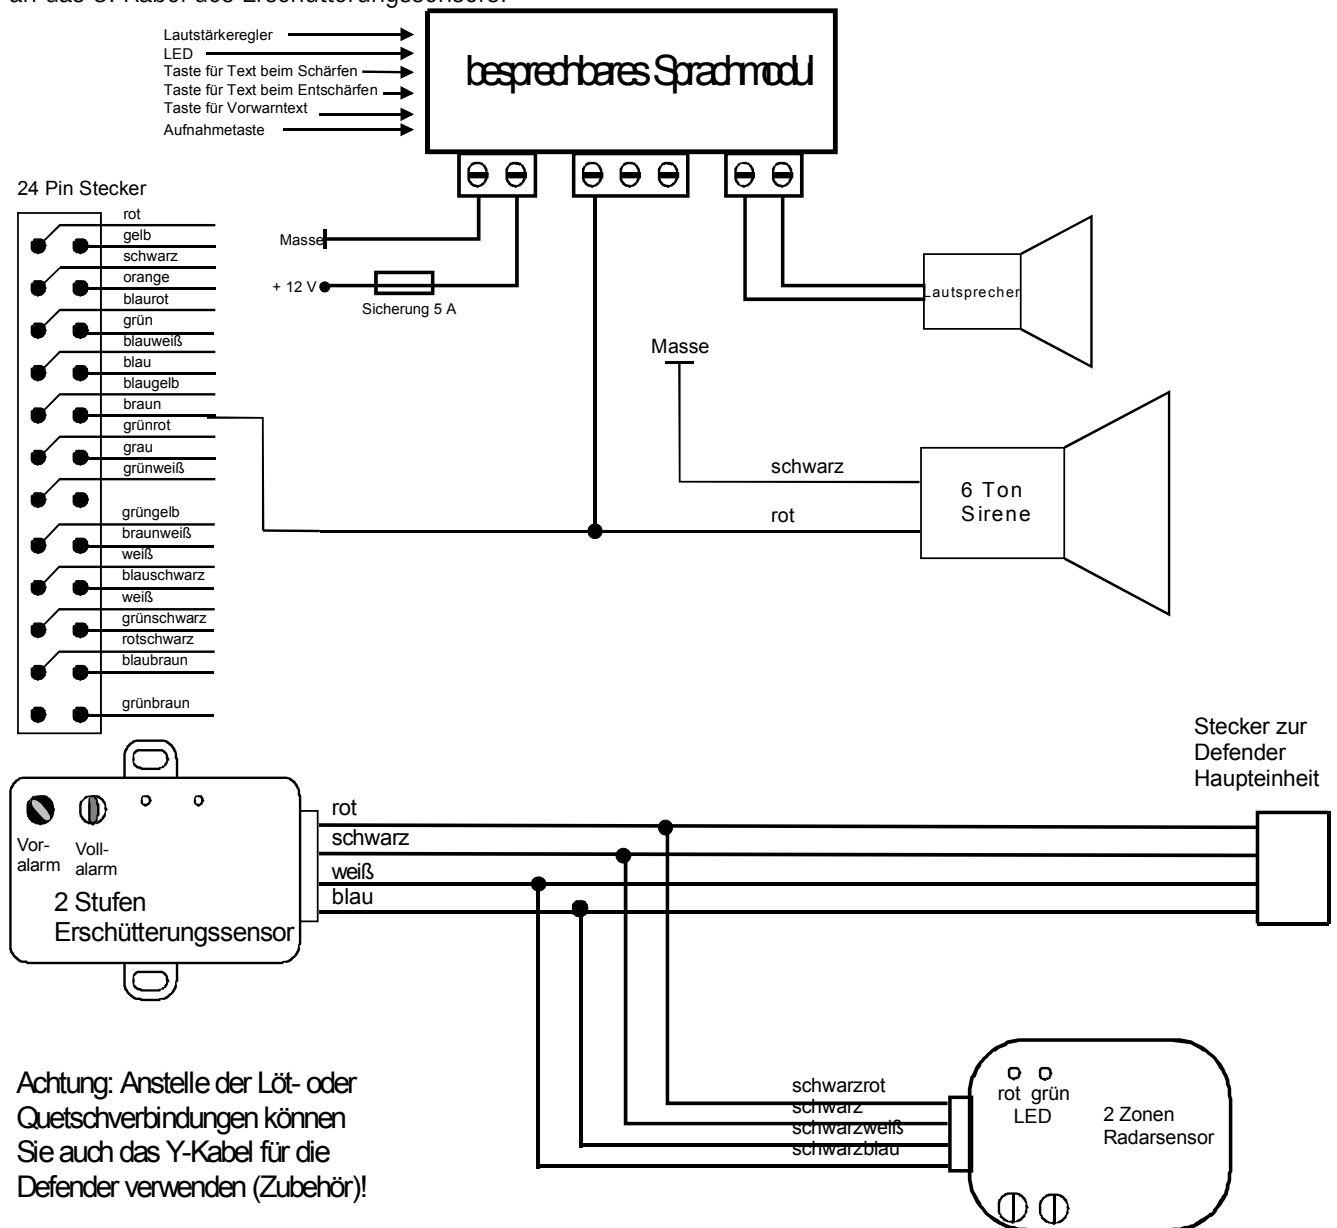 Lautstärkeregler
LED
Taste für Text beim Schärfen
Taste für Text beim Entschärfen
Taste für Vorwarntext
Aufnahmetaste
besprechbares Sprachmodul
24 Pin Stecker
rot
gelb
schwarz
orange
blaurot
grün
blauweiß
blau
blaugelb
braun
grünrot
grau
grünweiß
grüngelb
braunweiß
weiß
blauschwarz
weiß
grünschwarz
rotschwarz
blaubraun
grünbraun
Masse
+ 12 V
Sicherung 5 A
Lautsprecher
Masse
schwarz
rot
6 Ton
Sirene
Stecker zur
Defender
Haupteinheit
rot
schwarz
weiß
blau
Vor-
alarm
Voll-
alarm
2 Stufen
Erschütterungssensor
Achtung: Anstelle der Löt- oder
Quetschverbindungen können
Sie auch das Y-Kabel für die
Defender verwenden (Zubehör)!
schwarzrot
schwarz
schwarzweiß
schwarzblau
rot grün
LED
2 Zonen
Radarsensor